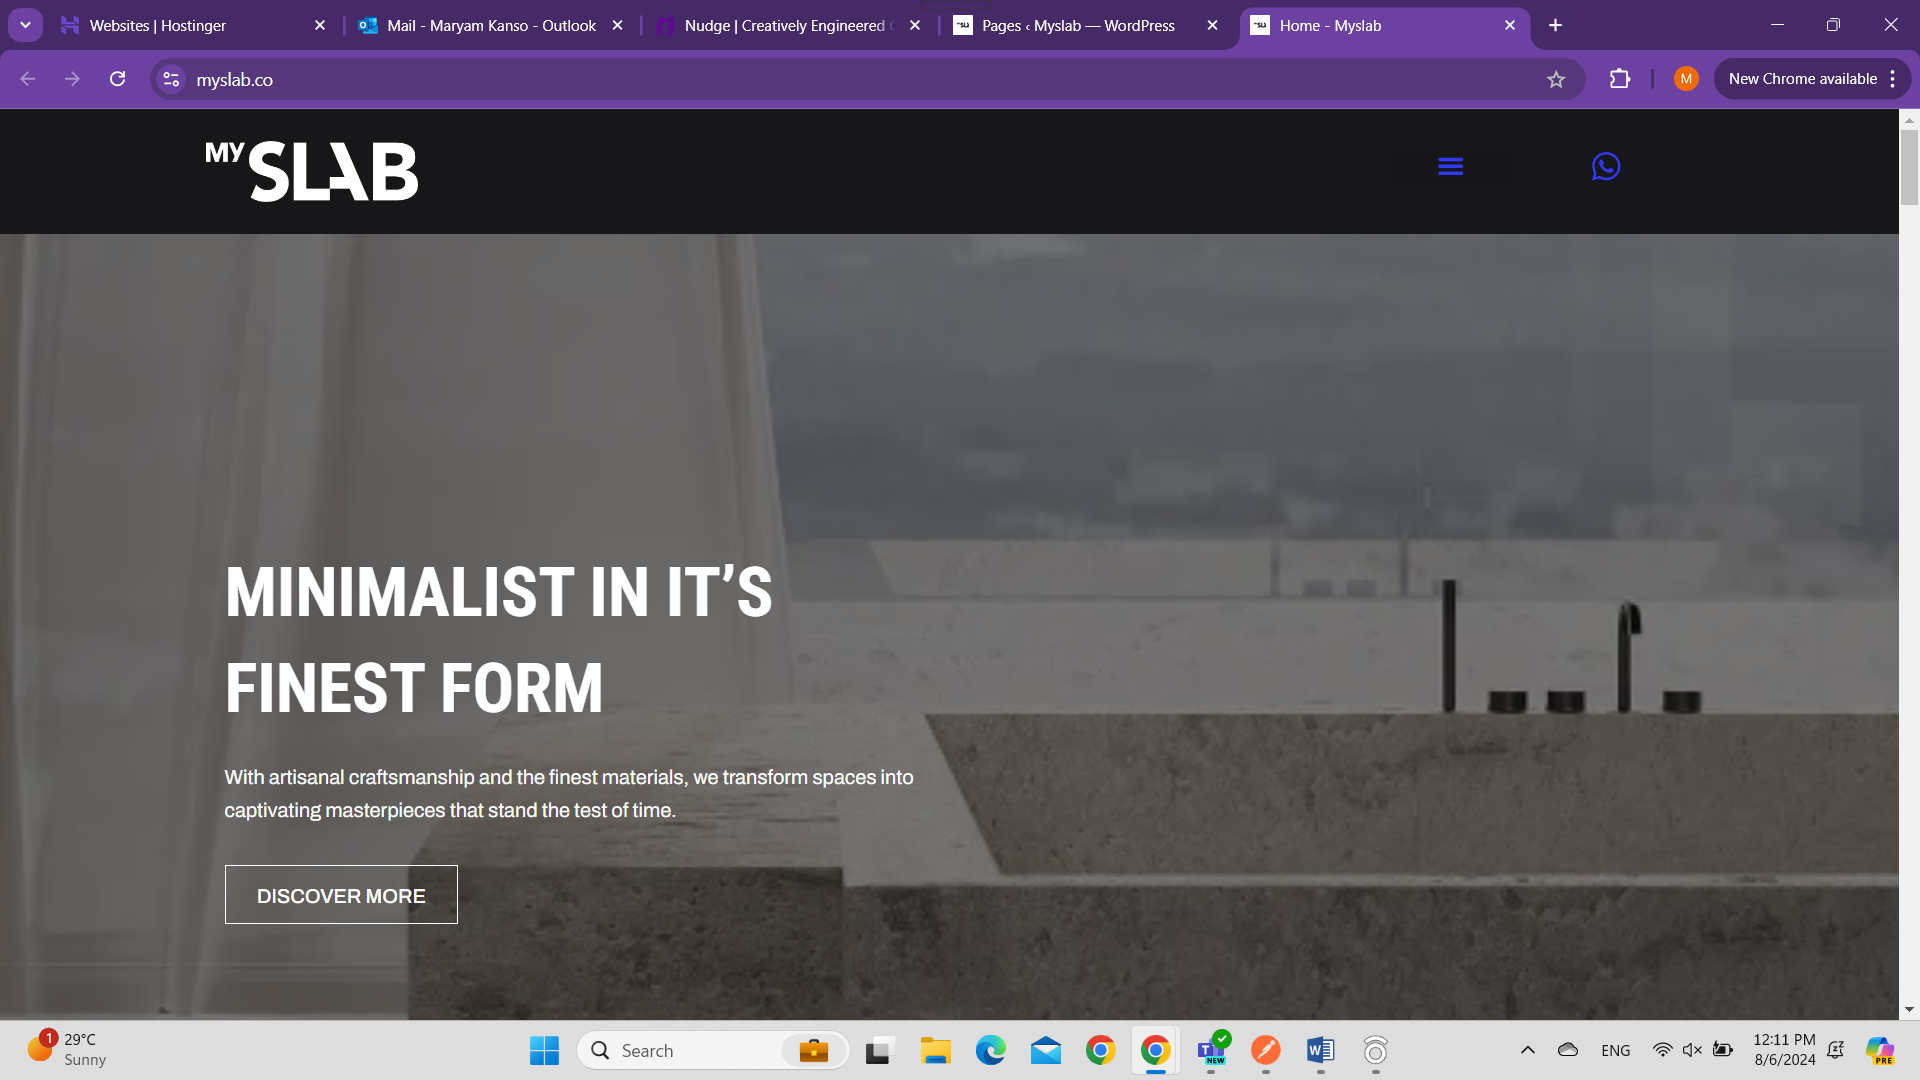 Websites | Hostinger
Mail - Maryam Kanso - Outlook
Nudge | Creatively Engineered
Pages ‹ Myslab — WordPress
Home - Myslab
myslab.co
M
New Chrome available
MY SLAB
MINIMALIST IN IT’S
FINEST FORM
With artisanal craftsmanship and the finest materials, we transform spaces into
captivating masterpieces that stand the test of time.
DISCOVER MORE
1
29°C
Sunny
Search
NEW
ENG
12:11 PM
8/6/2024
PRE